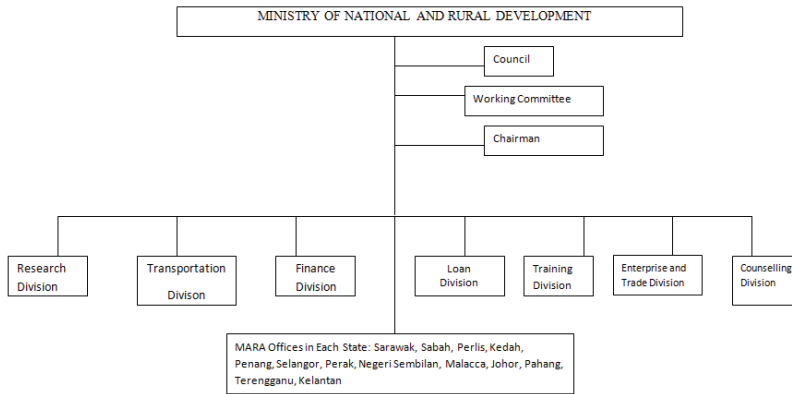 MINISTRY OF NATIONAL AND RURAL DEVELOPMENT
Council
Working Committee
Chairman
Research
Division
Transportation
Divison
Finance
Division
Loan
Division
Training
Division
Enterprise and
Trade Division
Counselling
Division
MARA Offices in Each State: Sarawak, Sabah, Perlis, Kedah,
Penang, Selangor, Perak, Negeri Sembilan, Malacca, Johor, Pahang,
Terengganu, Kelantan